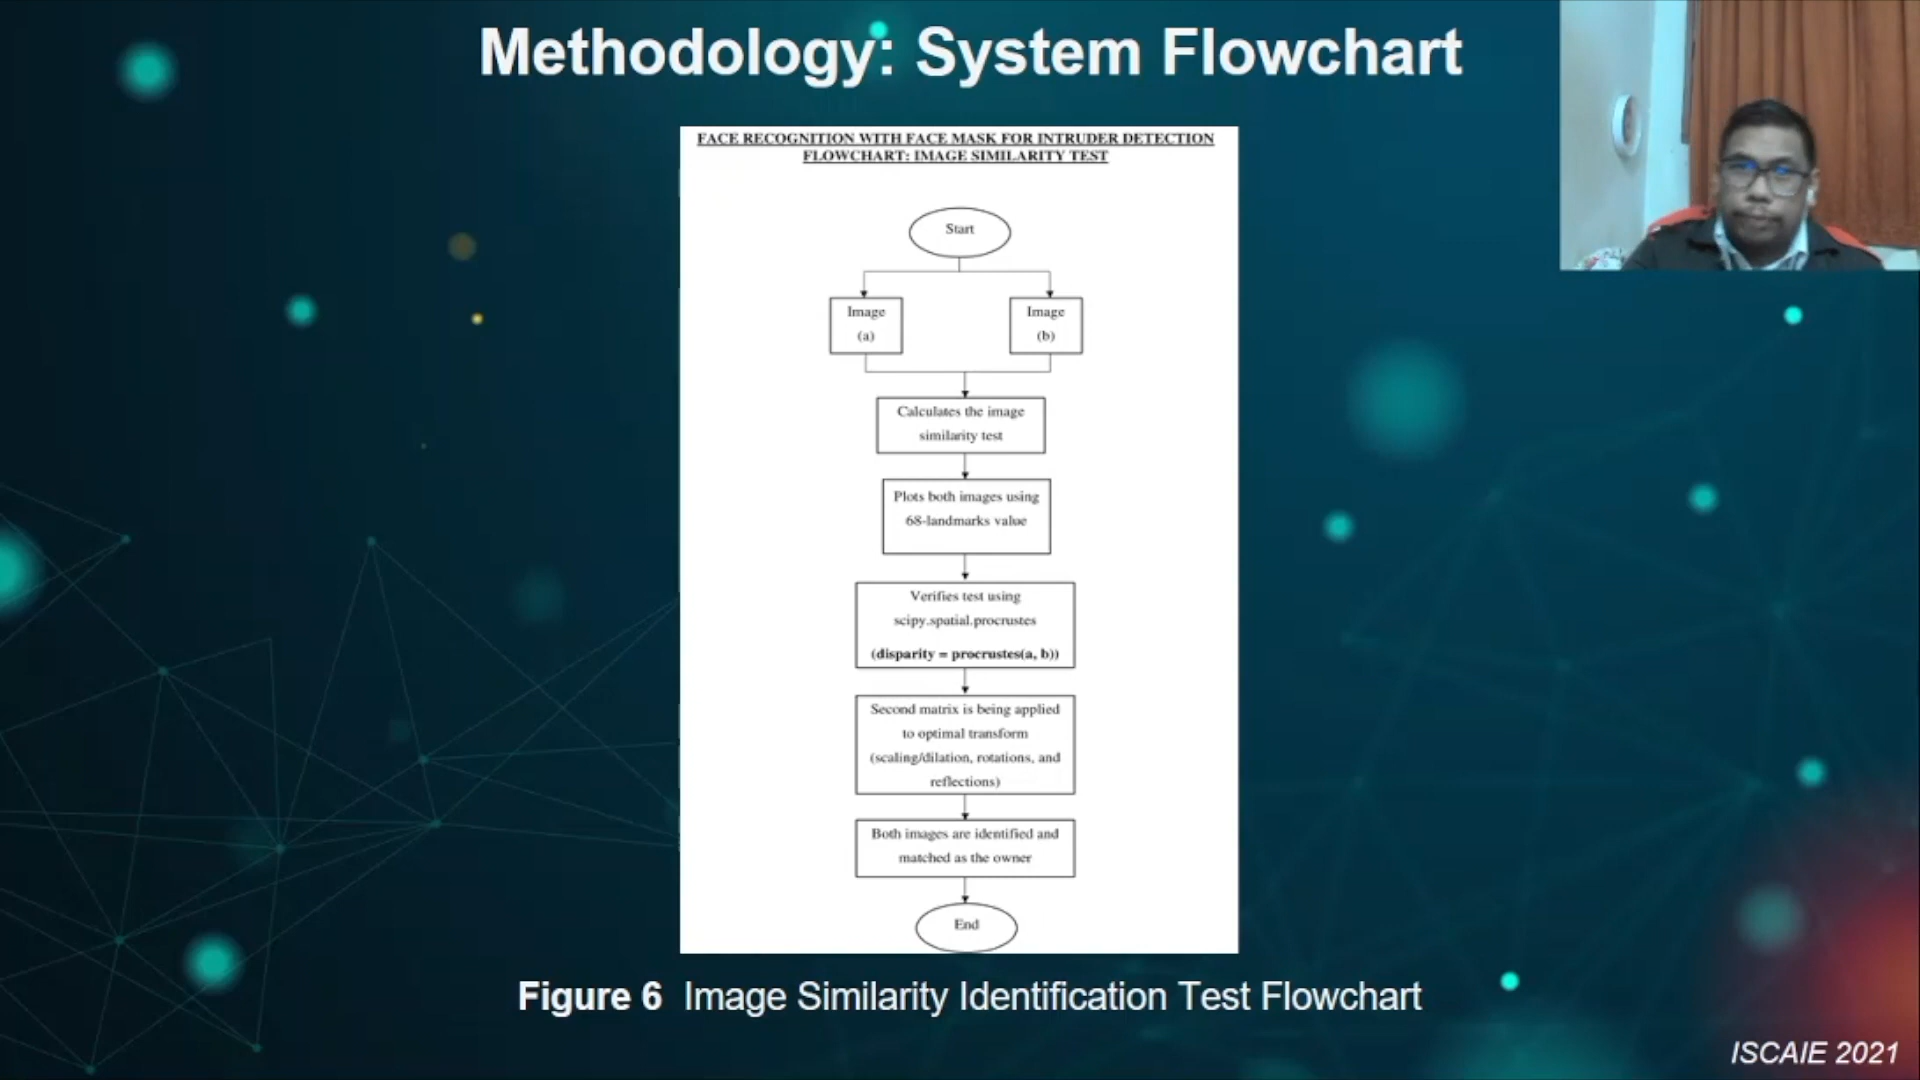 Methodology: System Flowchart
FACE RECOGNITION WITH FACE MASK FOR INTRUDER DETECTION
FLOWCHART: IMAGE SIMILARITY TEST
Start
Image
(a)
Image
(b)
Calculates the image
similarity test
Plots both images using
68-landmarks value
Verifies test using
scipy.spatial.procrustes
(disparity = procrustes(a, b))
Second matrix is being applied
to optimal transform
(scaling/dilation, rotations, and
reflections)
Both images are identified and
matched as the owner
End
Figure 6 Image Similarity Identification Test Flowchart
ISCAIE 2021